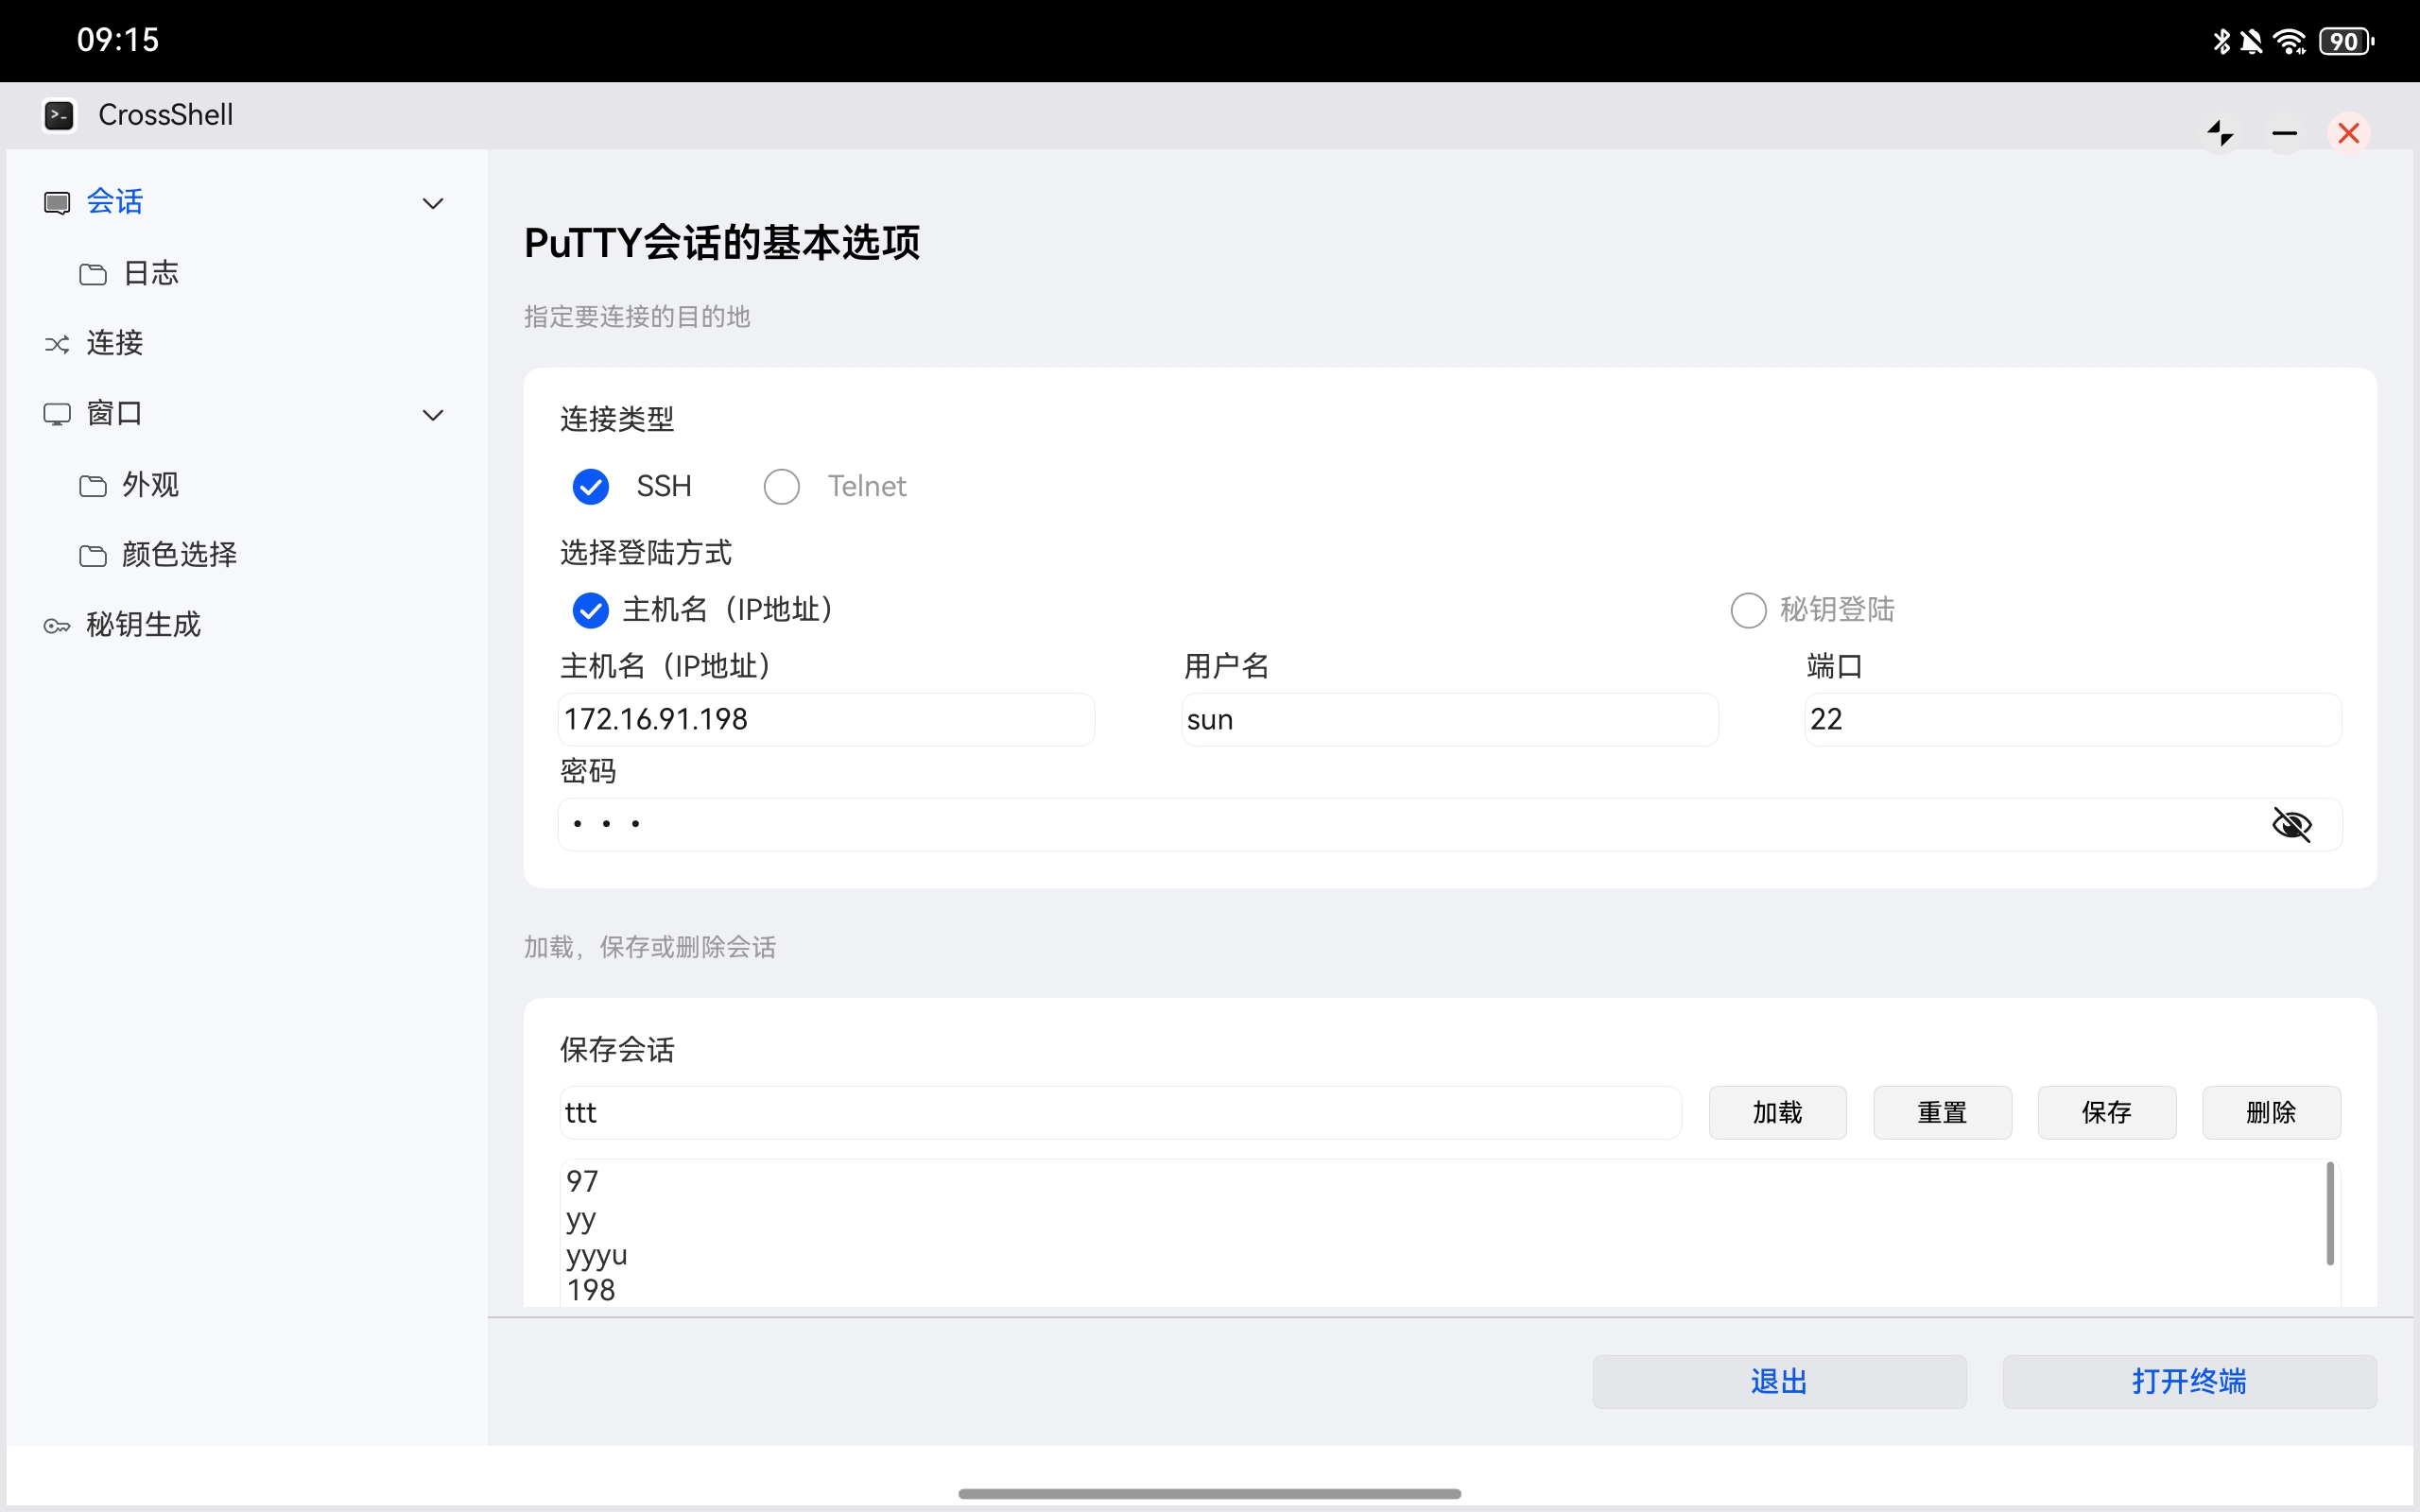 09:15
90
CrossShell
会话
日志
连接
窗口
外观
颜色选择
秘钥生成
PuTTY会话的基本选项
指定要连接的目的地
连接类型
SSH Telnet
选择登陆方式
主机名（IP地址） 秘钥登陆
主机名（IP地址） 用户名 端口
172.16.91.198 sun 22
密码
• • •
加载，保存或删除会话
保存会话
ttt 加载 重置 保存 删除
97
yy
yyyu
198
退出 打开终端